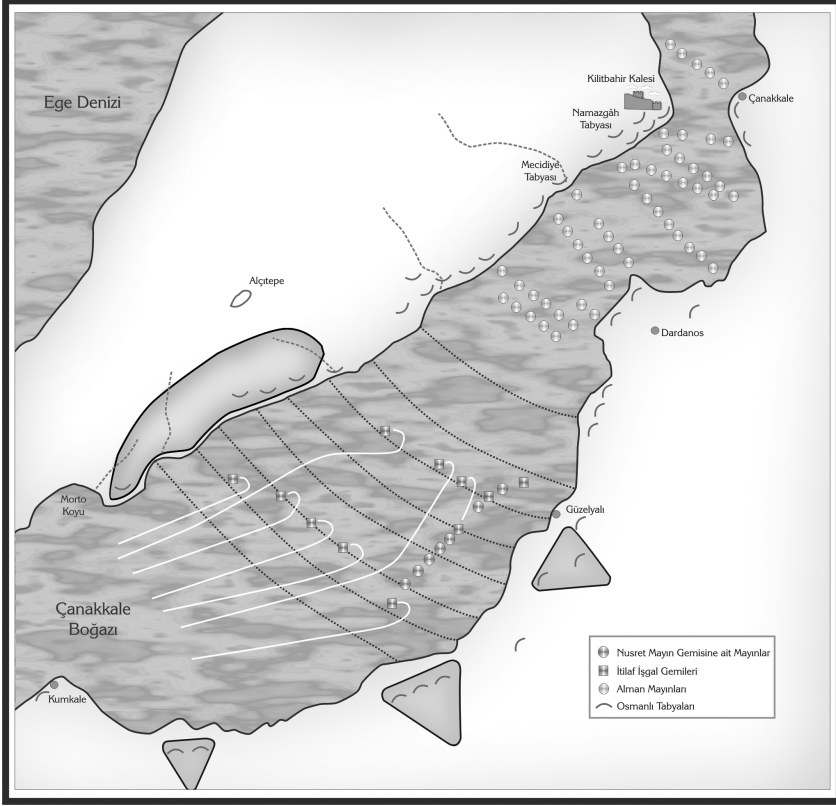 Ege Denizi
Kilitbahir Kalesi
Çanakkale
Namazgâh
Tabyası
Mecidiye
Tabyası
Alçıtepe
Dardanos
Morto
Koyu
Güzelyalı
Çanakkale
Boğazı
Kumkale
Nusret Mayın Gemisine ait Mayınlar
İtilaf İşgal Gemileri
Alman Mayınları
Osmanlı Tabyaları